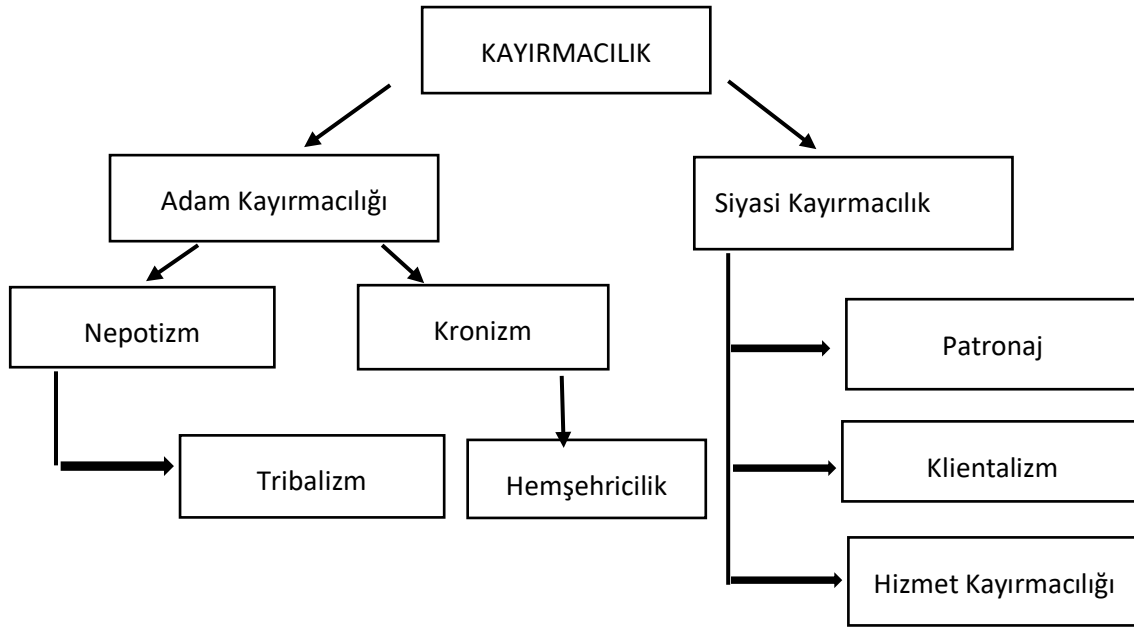 KAYIRMACILIK
Adam Kayırmacılığı
Siyasi Kayırmacılık
Nepotizm
Kronizm
Patronaj
Tribalizm
Hemşehricilik
Klientalizm
Hizmet Kayırmacılığı